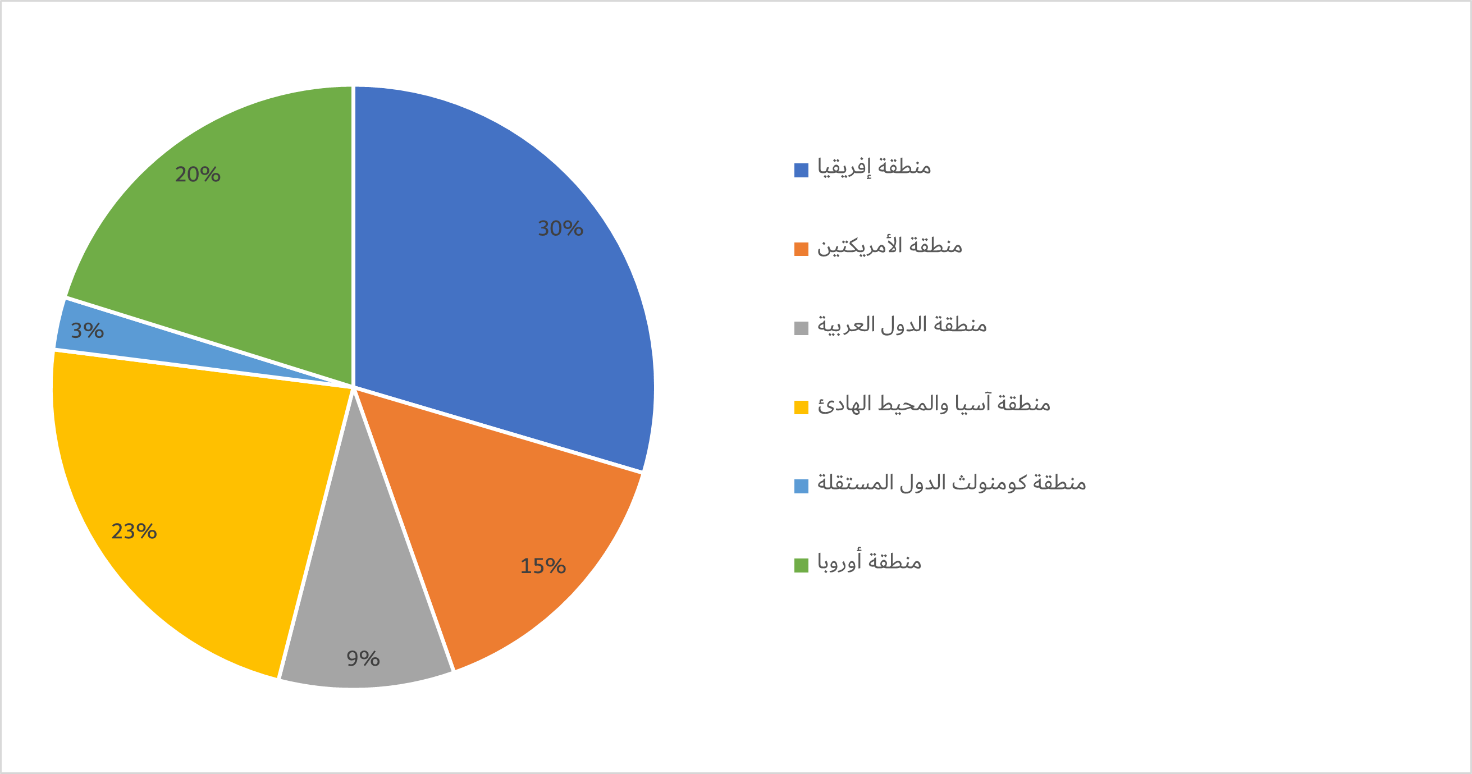 20%
30%
3%
23%
15%
9%
منطقة إفريقيا
منطقة الأمريكتين
منطقة الدول العربية
منطقة آسيا والمحيط الهادئ
منطقة كومنولث الدول المستقلة
منطقة أوروبا